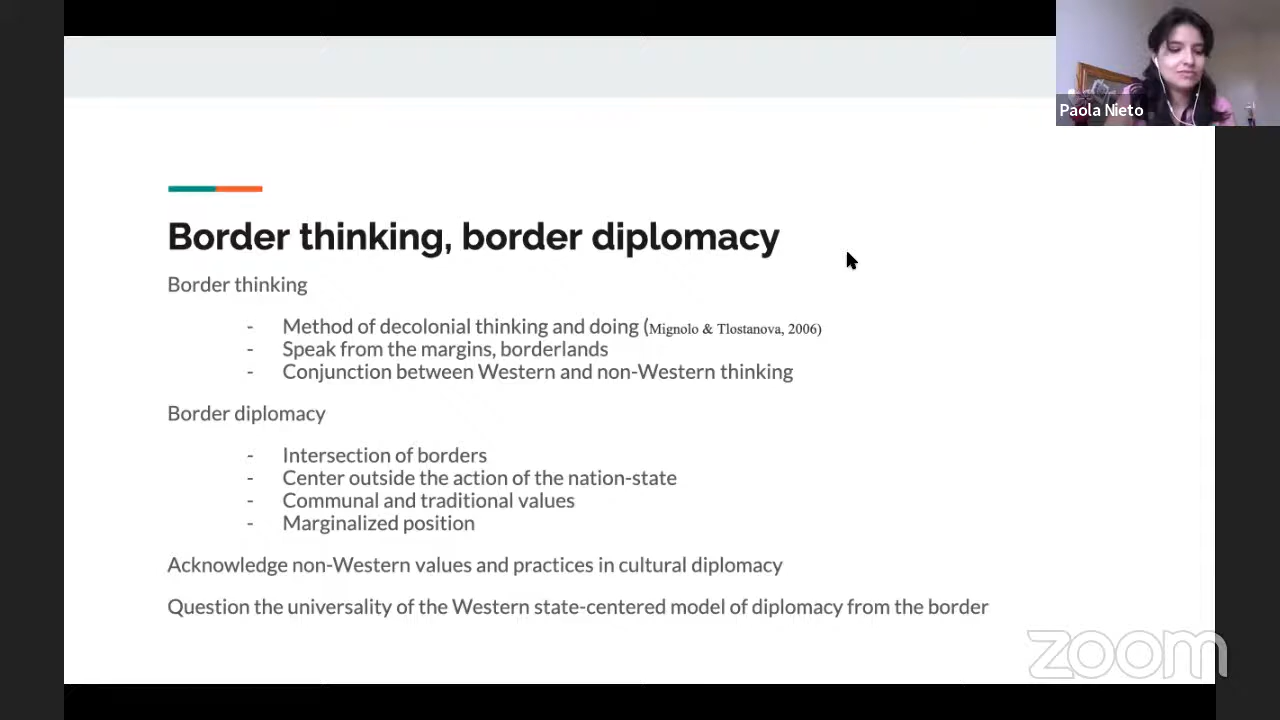 Paola Nieto
Border thinking, border diplomacy
Border thinking
- Method of decolonial thinking and doing (Mignolo & Tlostanova, 2006)
- Speak from the margins, borderlands
- Conjunction between Western and non-Western thinking
Border diplomacy
- Intersection of borders
- Center outside the action of the nation-state
- Communal and traditional values
- Marginalized position
Acknowledge non-Western values and practices in cultural diplomacy
Question the universality of the Western state-centered model of diplomacy from the border
zoom